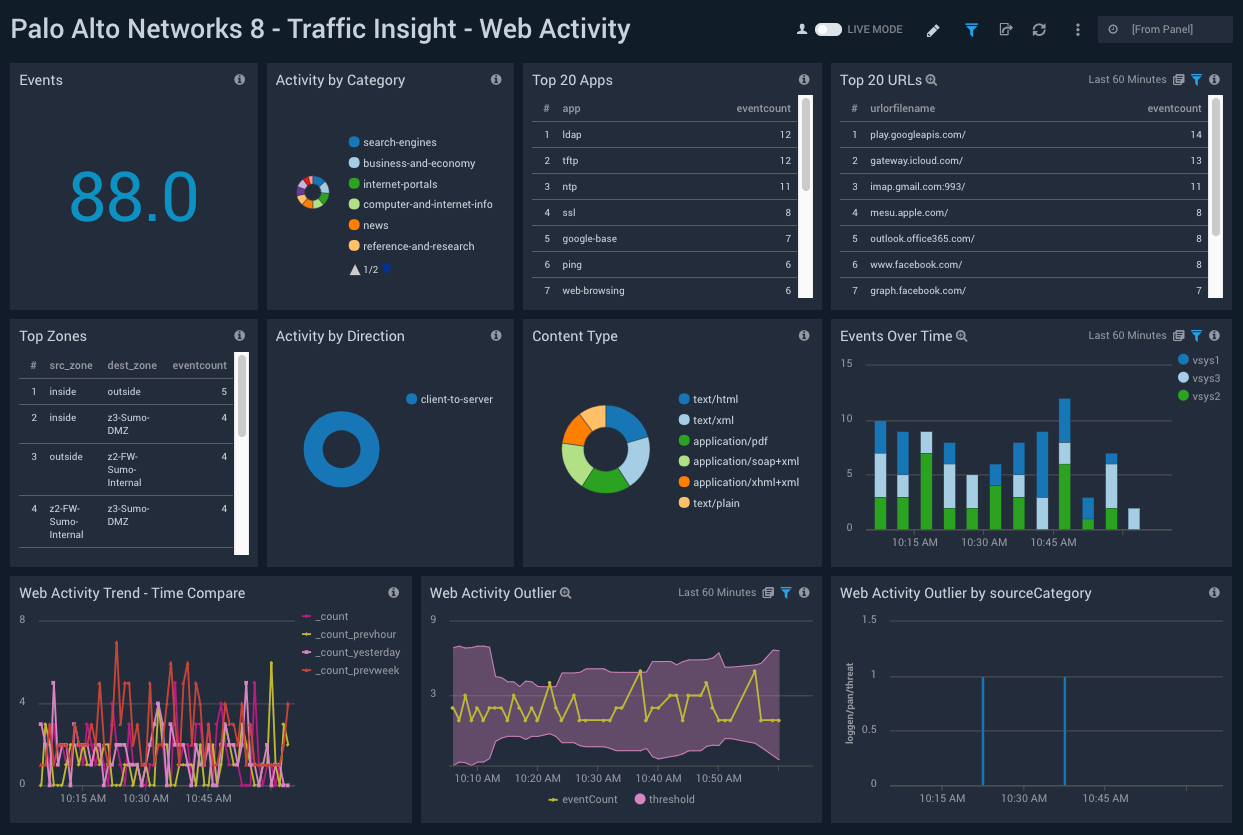 Palo Alto Networks 8 - Traffic Insight - Web Activity
LIVE MODE
[From Panel]
Events
88.0
Activity by Category
search-engines
business-and-economy
internet-portals
computer-and-internet-info
news
reference-and-research
1/2
Top 20 Apps
# app eventcount
1 ldap 12
2 tftp 12
3 ntp 11
4 ssl 8
5 google-base 7
6 ping 6
7 web-browsing 6
Top 20 URLs Last 60 Minutes
# urlorfilename eventcount
1 play.googleapis.com/ 14
2 gateway.icloud.com/ 13
3 imap.gmail.com:993/ 11
4 mesu.apple.com/ 8
5 outlook.office365.com/ 8
6 www.facebook.com/ 8
7 graph.facebook.com/ 7
Top Zones
# src_zone dest_zone eventcount
1 inside outside 5
2 inside z3-Sumo- 4
DMZ
3 outside z2-FW- 4
Sumo-
Internal
4 z2-FW- z3-Sumo- 4
Sumo- DMZ
Internal
Activity by Direction
client-to-server
Content Type
text/html
text/xml
application/pdf
application/soap+xml
application/xhml+xml
text/plain
Events Over Time Last 60 Minutes
15
10
5
0
10:15 AM 10:30 AM 10:45 AM
vsys1
vsys3
vsys2
Web Activity Trend - Time Compare
8
4
0
10:15 AM 10:30 AM 10:45 AM
_count
_count_prevhour
_count_yesterday
_count_prevweek
Web Activity Outlier Last 60 Minutes
9
3
10:10 AM 10:20 AM 10:30 AM 10:40 AM 10:50 AM
eventCount threshold
Web Activity Outlier by sourceCategory
loggen/pan/threat
1.5
1
0.5
0
10:15 AM 10:30 AM 10:45 AM